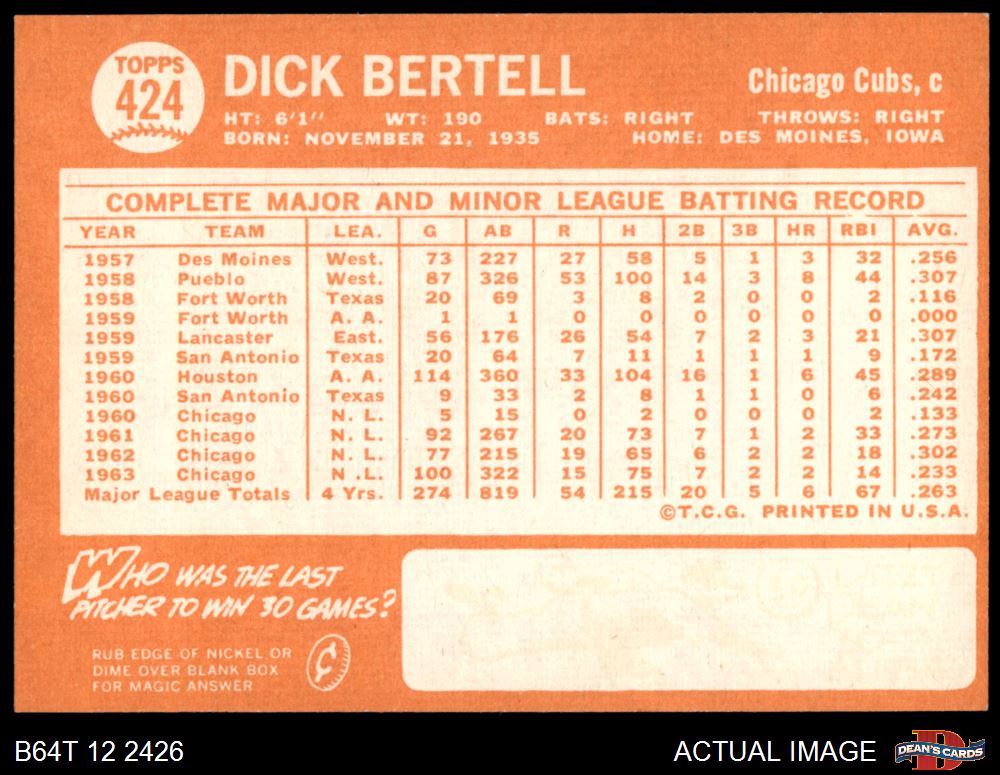 TOPPS
424
DICK BERTELL
Chicago Cubs, c
HT: 6'1" WT: 190 BATS: RIGHT THROWS: RIGHT
BORN: NOVEMBER 21, 1935 HOME: DES MOINES, IOWA
COMPLETE MAJOR AND MINOR LEAGUE BATTING RECORD
YEAR TEAM LEA. G AB R H 2B 3B HR RBI AVG.
1957 Des Moines West. 73 227 27 58 5 1 3 32 .256
1958 Pueblo West. 87 326 53 100 14 3 8 44 .307
1958 Fort Worth Texas 20 69 3 8 2 0 0 2 .116
1959 Fort Worth A. A. 1 1 0 0 0 0 0 0 .000
1959 Lancaster East. 56 176 26 54 7 2 3 21 .307
1959 San Antonio Texas 20 64 7 11 1 1 1 9 .172
1960 Houston A. A. 114 360 33 104 16 1 6 45 .289
1960 San Antonio Texas 9 33 2 8 1 1 0 6 .242
1960 Chicago N. L. 5 15 0 2 0 0 0 2 .133
1961 Chicago N. L. 92 267 20 73 7 1 2 33 .273
1962 Chicago N. L. 77 215 19 65 6 2 2 18 .302
1963 Chicago N .L. 100 322 15 75 7 2 2 14 .233
Major League Totals 4 Yrs. 274 819 54 215 20 5 6 67 .263
©T.C.G. PRINTED IN U.S.A.
WHO WAS THE LAST
PITCHER TO WIN 30 GAMES?
RUB EDGE OF NICKEL OR
DIME OVER BLANK BOX
FOR MAGIC ANSWER
¢
B64T 12 2426
ACTUAL IMAGE
D
DEAN'S CARDS